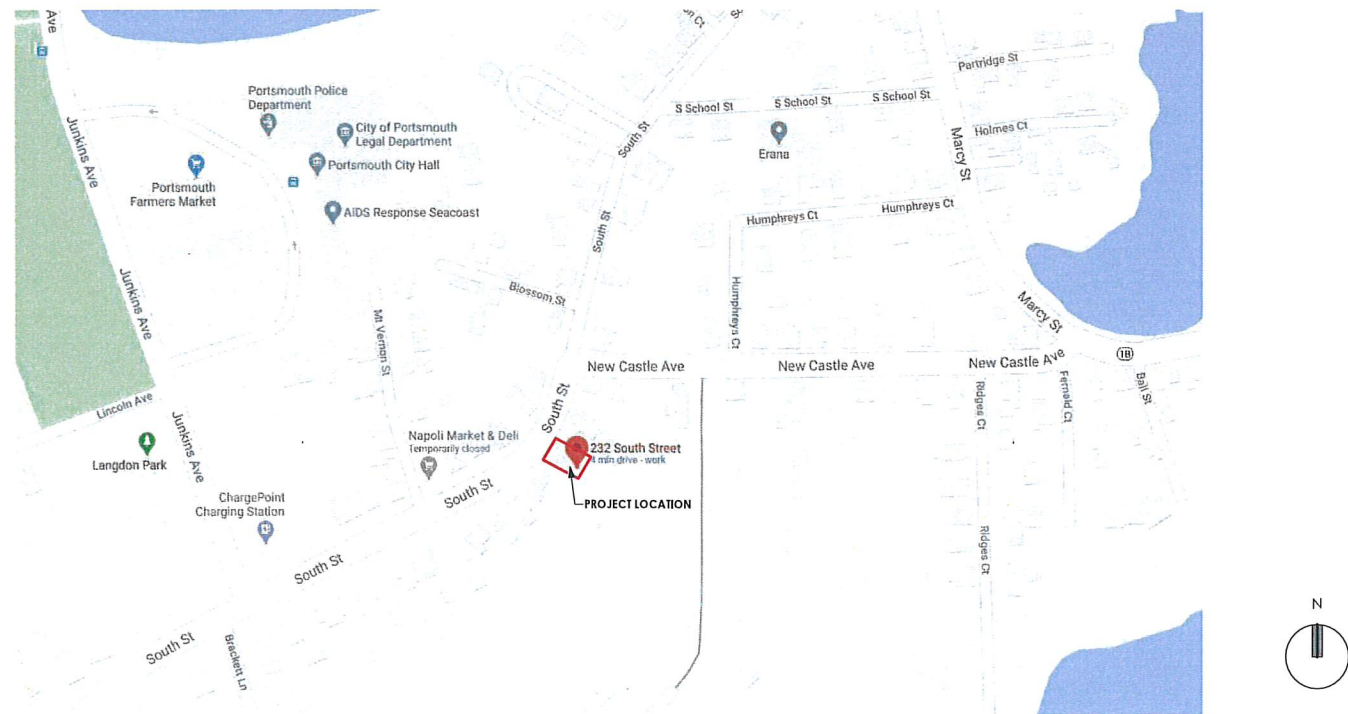 Ave
Ct
Partridge St
S School St
S School St
S School St
Portsmouth Police
Department
City of Portsmouth
Legal Department
Portsmouth City Hall
Junkins Ave
South St
Erana
Marcy St
Holmes Ct
Portsmouth
Farmers Market
AIDS Response Seacoast
South St
Humphreys Ct
Humphreys Ct
Junkins Ave
Blossom St
Humphreys Ct
Marcy St
Mt Vernon St
New Castle Ave
New Castle Ave
New Castle Ave
1B
Ball St
Ridges Ct
Fernald Ct
Lincoln Ave
Junkins Ave
South St
Langdon Park
Napoli Market & Deli
Temporarily closed
232 South Street
4 min drive - work
PROJECT LOCATION
ChargePoint
Charging Station
South St
South St
Ridges Ct
South St
Brackett Ln
N